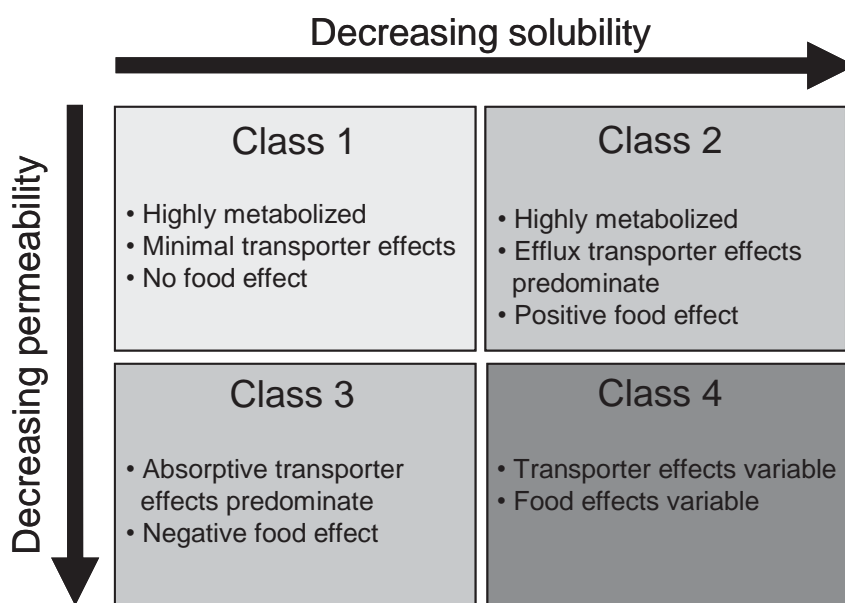 Decreasing solubility
Decreasing permeability
Class 1
• Highly metabolized
• Minimal transporter effects
• No food effect
Class 2
• Highly metabolized
• Efflux transporter effects
predominate
• Positive food effect
Class 3
• Absorptive transporter
effects predominate
• Negative food effect
Class 4
• Transporter effects variable
• Food effects variable